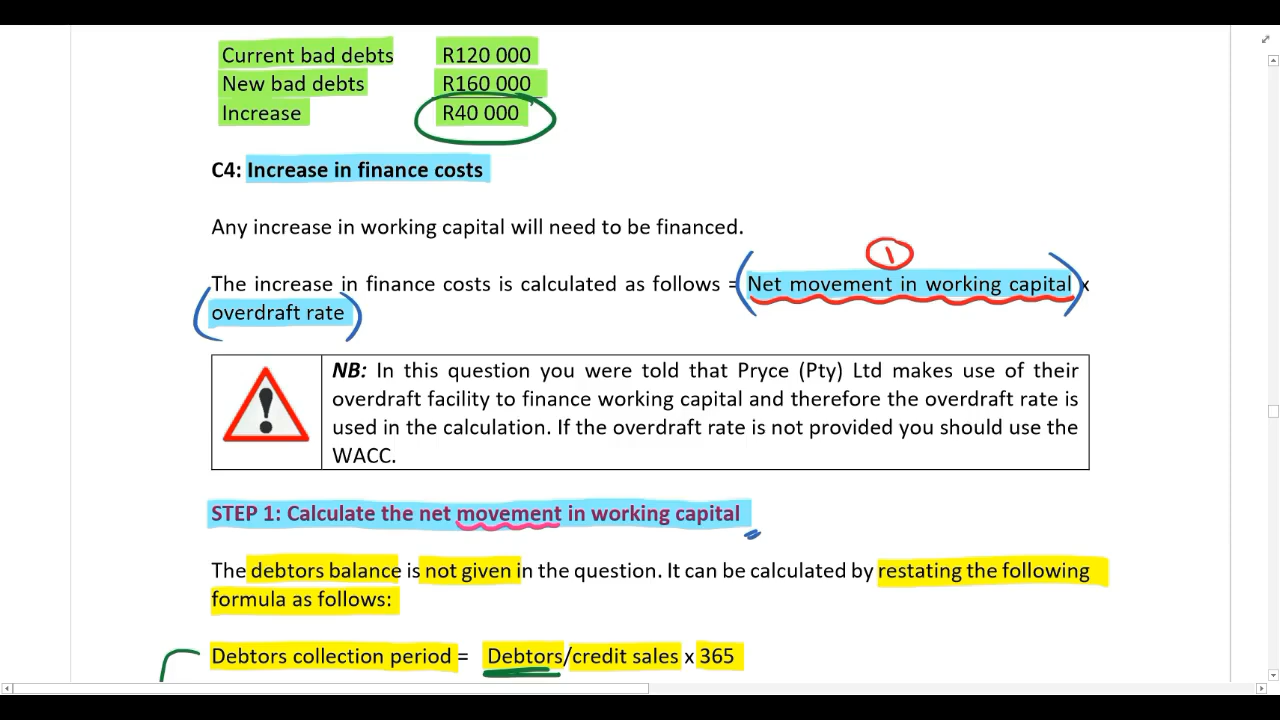 Current bad debts R120 000
New bad debts R160 000
Increase R40 000
C4: Increase in finance costs
Any increase in working capital will need to be financed.
1
The increase in finance costs is calculated as follows = Net movement in working capital x
overdraft rate
NB: In this question you were told that Pryce (Pty) Ltd makes use of their
overdraft facility to finance working capital and therefore the overdraft rate is
used in the calculation. If the overdraft rate is not provided you should use the
WACC.
STEP 1: Calculate the net movement in working capital
The debtors balance is not given in the question. It can be calculated by restating the following
formula as follows:
Debtors collection period = Debtors/credit sales x 365